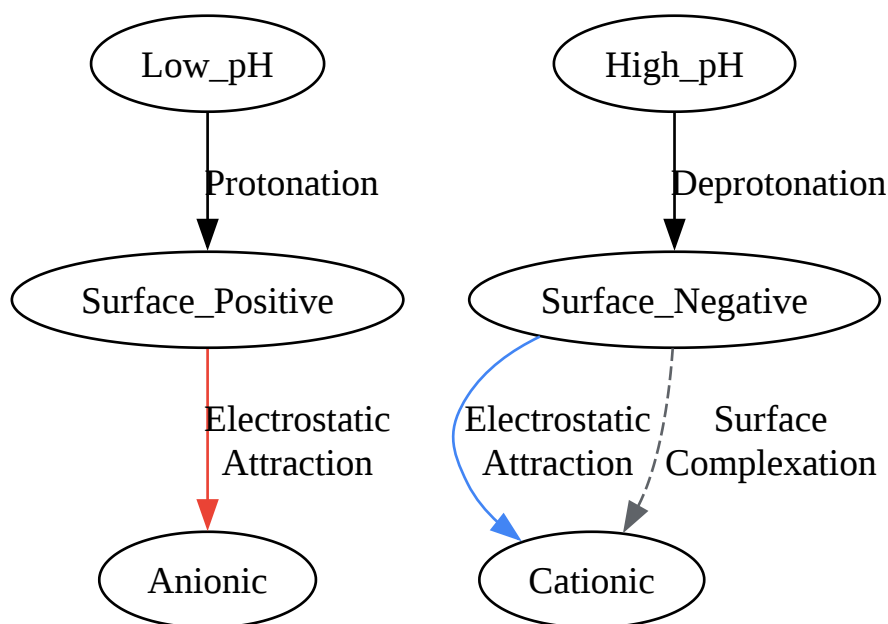 Low_pH
High_pH
Protonation
Deprotonation
Surface_Positive
Surface_Negative
Electrostatic
Attraction
Electrostatic
Attraction
Surface
Complexation
Anionic
Cationic